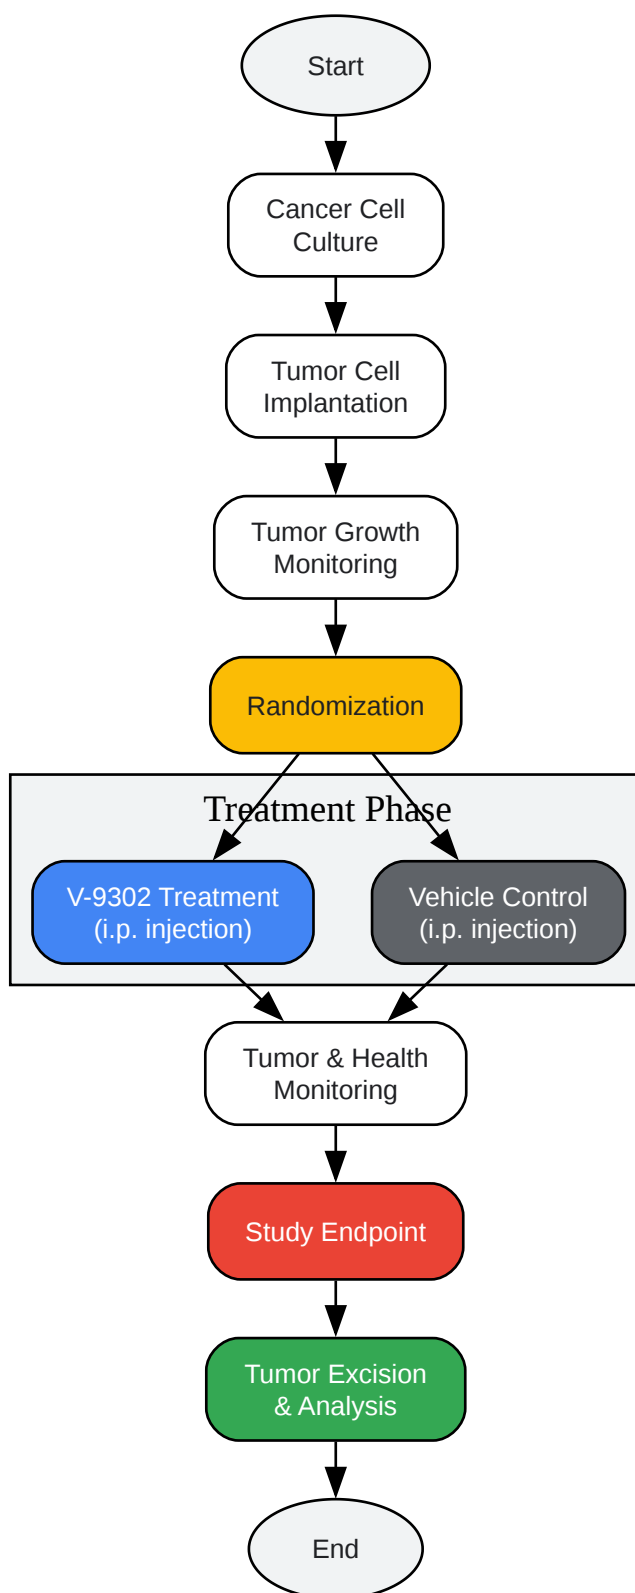 Start
Cancer Cell
Culture
Tumor Cell
Implantation
Tumor Growth
Monitoring
Randomization
Treatment Phase
V-9302 Treatment
(i.p. injection)
Vehicle Control
(i.p. injection)
Tumor & Health
Monitoring
Study Endpoint
Tumor Excision
& Analysis
End